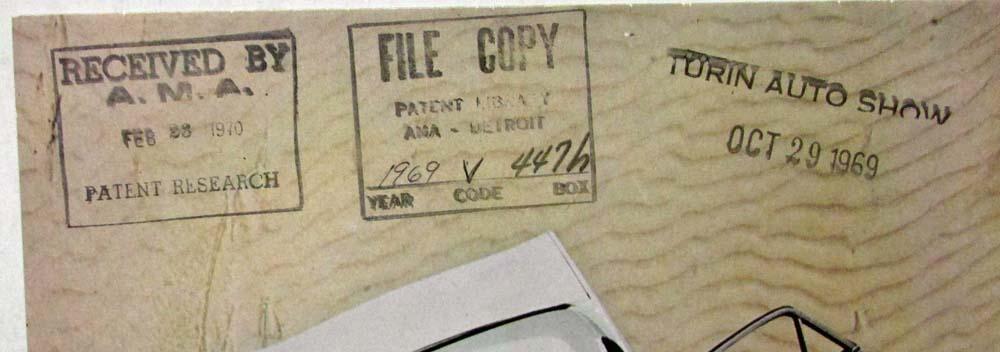 RECEIVED BY
A. M. A.
FEB 1970
PATENT RESEARCH
FILE COPY
PATENT LIBRARY
AMA - DETROIT
1969 V 447h
YEAR CODE BOX
TURIN AUTO SHOW
OCT 29 1969